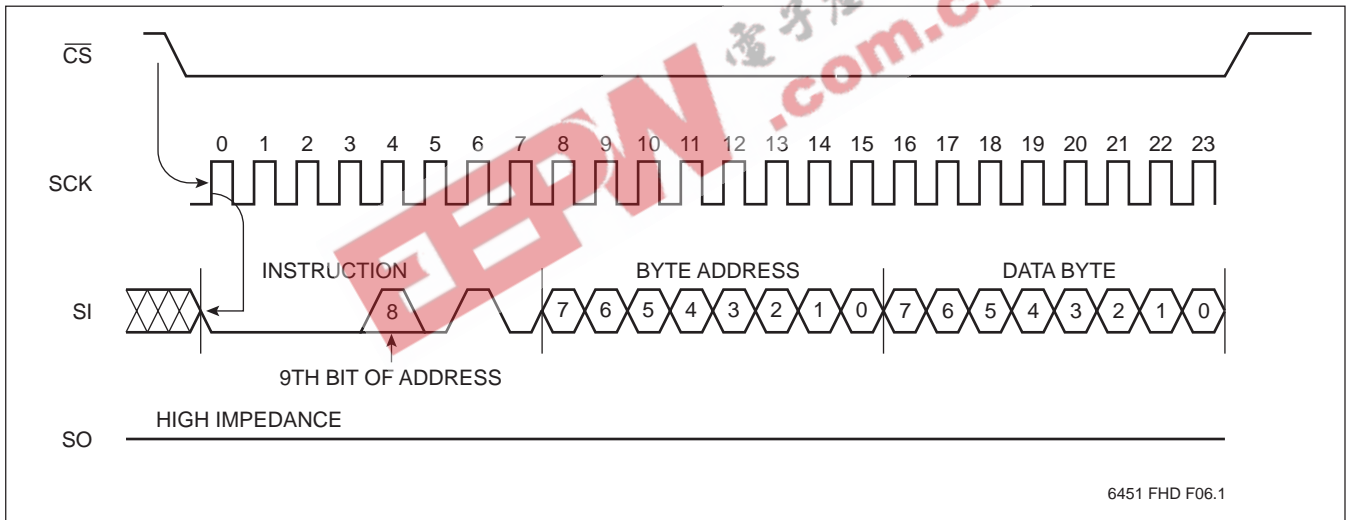 CS
0 1 2 3 4 5 6 7 8 9 10 11 12 13 14 15 16 17 18 19 20 21 22 23
SCK
INSTRUCTION BYTE ADDRESS DATA BYTE
SI 8 7 6 5 4 3 2 1 0 7 6 5 4 3 2 1 0
9TH BIT OF ADDRESS
HIGH IMPEDANCE
SO
6451 FHD F06.1
EEPW
.com.c
電子